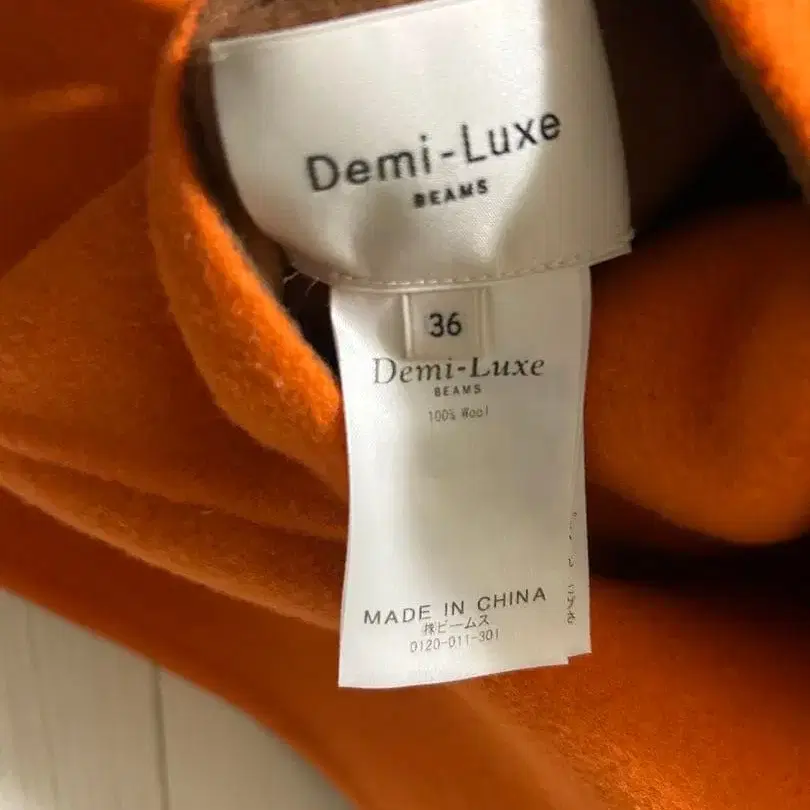 Demi-Luxe
BEAMS
36
Demi-Luxe
BEAMS
100% Wool
MADE IN CHINA
㈱ビームス
0120-011-301